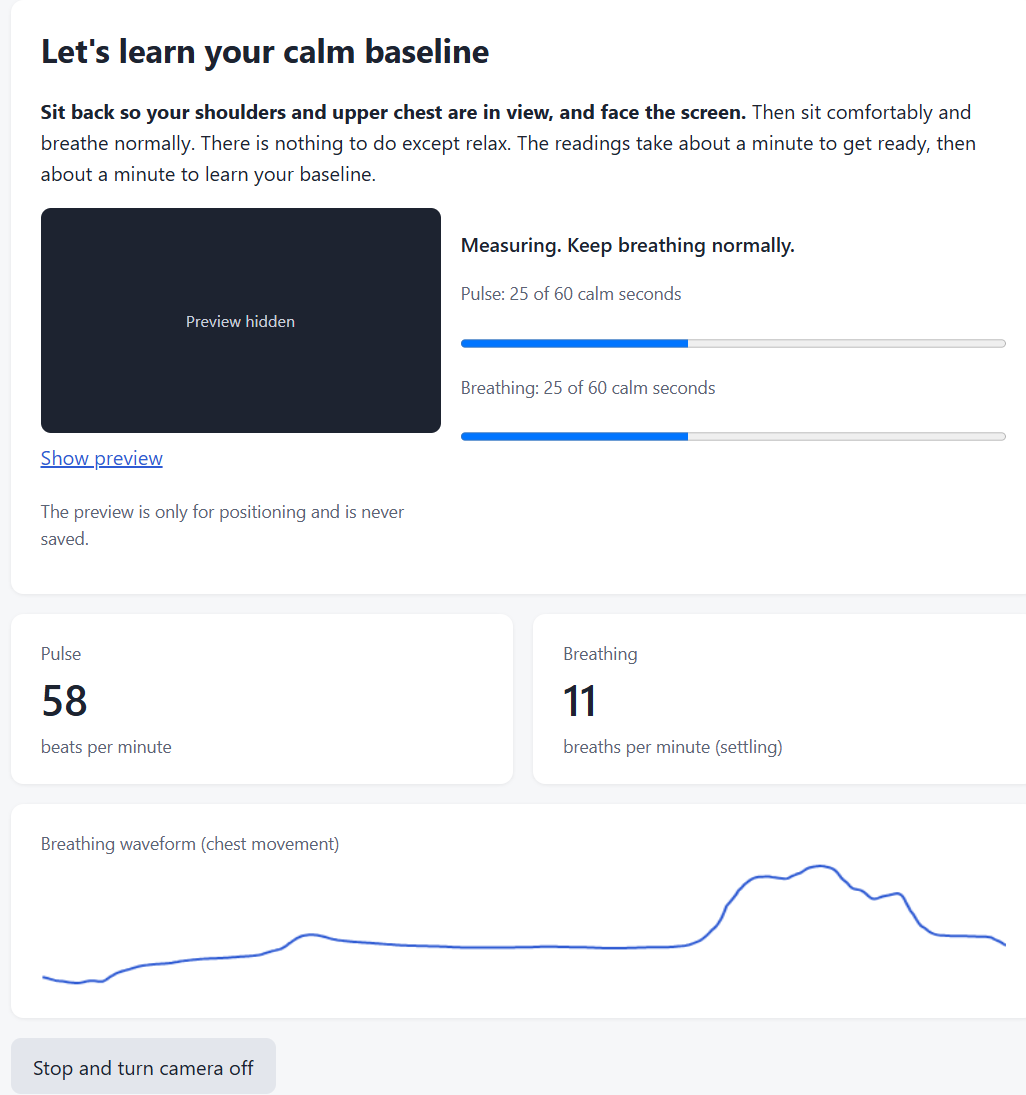 Let's learn your calm baseline
Sit back so your shoulders and upper chest are in view, and face the screen. Then sit comfortably and
breathe normally. There is nothing to do except relax. The readings take about a minute to get ready, then
about a minute to learn your baseline.
Preview hidden
Show preview
The preview is only for positioning and is never
saved.
Measuring. Keep breathing normally.
Pulse: 25 of 60 calm seconds
Breathing: 25 of 60 calm seconds
Pulse
58
beats per minute
Breathing
11
breaths per minute (settling)
Breathing waveform (chest movement)
Stop and turn camera off